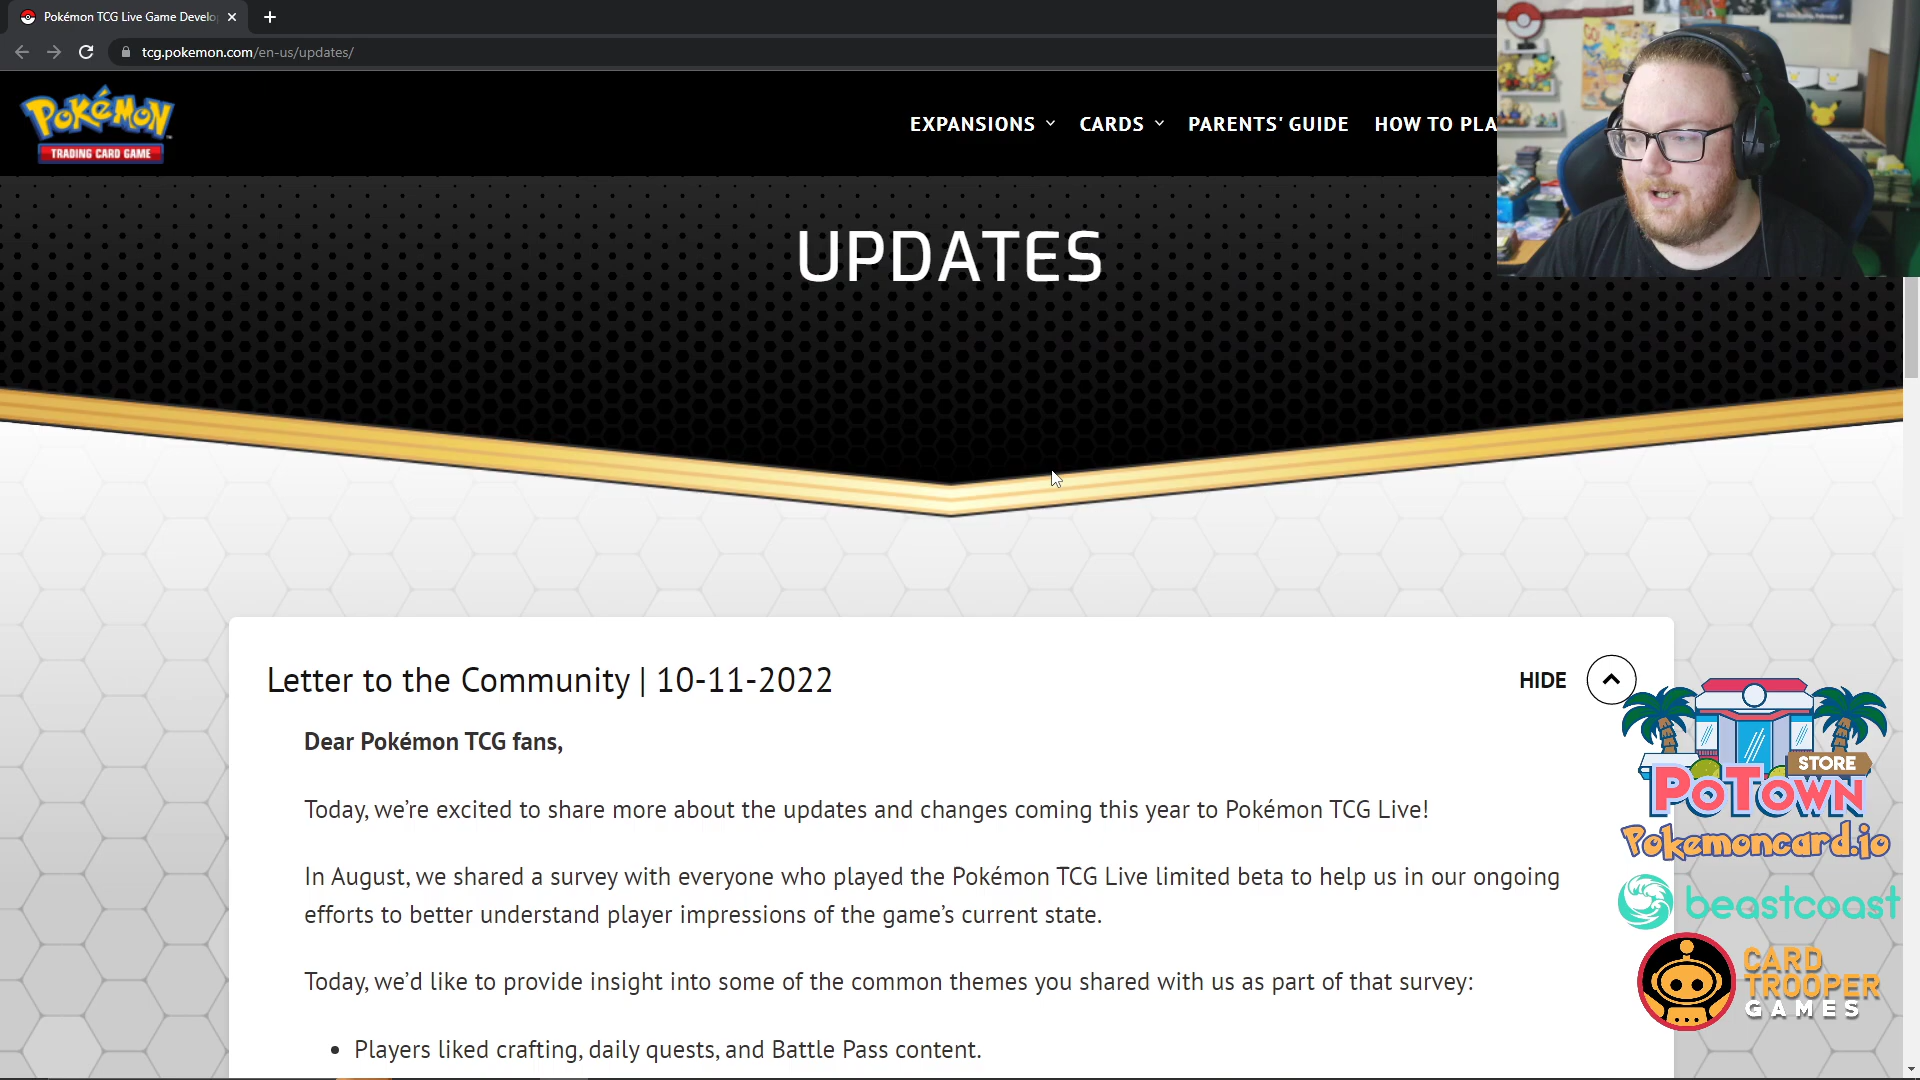 Pokémon TCG Live Game Develo
tcg.pokemon.com/en-us/updates/
POKÉMON
TRADING CARD GAME
EXPANSIONS
CARDS
PARENTS' GUIDE
HOW TO PLA
UPDATES
Letter to the Community | 10-11-2022
HIDE
Dear Pokémon TCG fans,
Today, we’re excited to share more about the updates and changes coming this year to Pokémon TCG Live!
In August, we shared a survey with everyone who played the Pokémon TCG Live limited beta to help us in our ongoing
efforts to better understand player impressions of the game’s current state.
Today, we’d like to provide insight into some of the common themes you shared with us as part of that survey:
• Players liked crafting, daily quests, and Battle Pass content.
STORE
PoToWN
Pokemoncard.io
beastcoast
CARD
TROOPER
GAMES